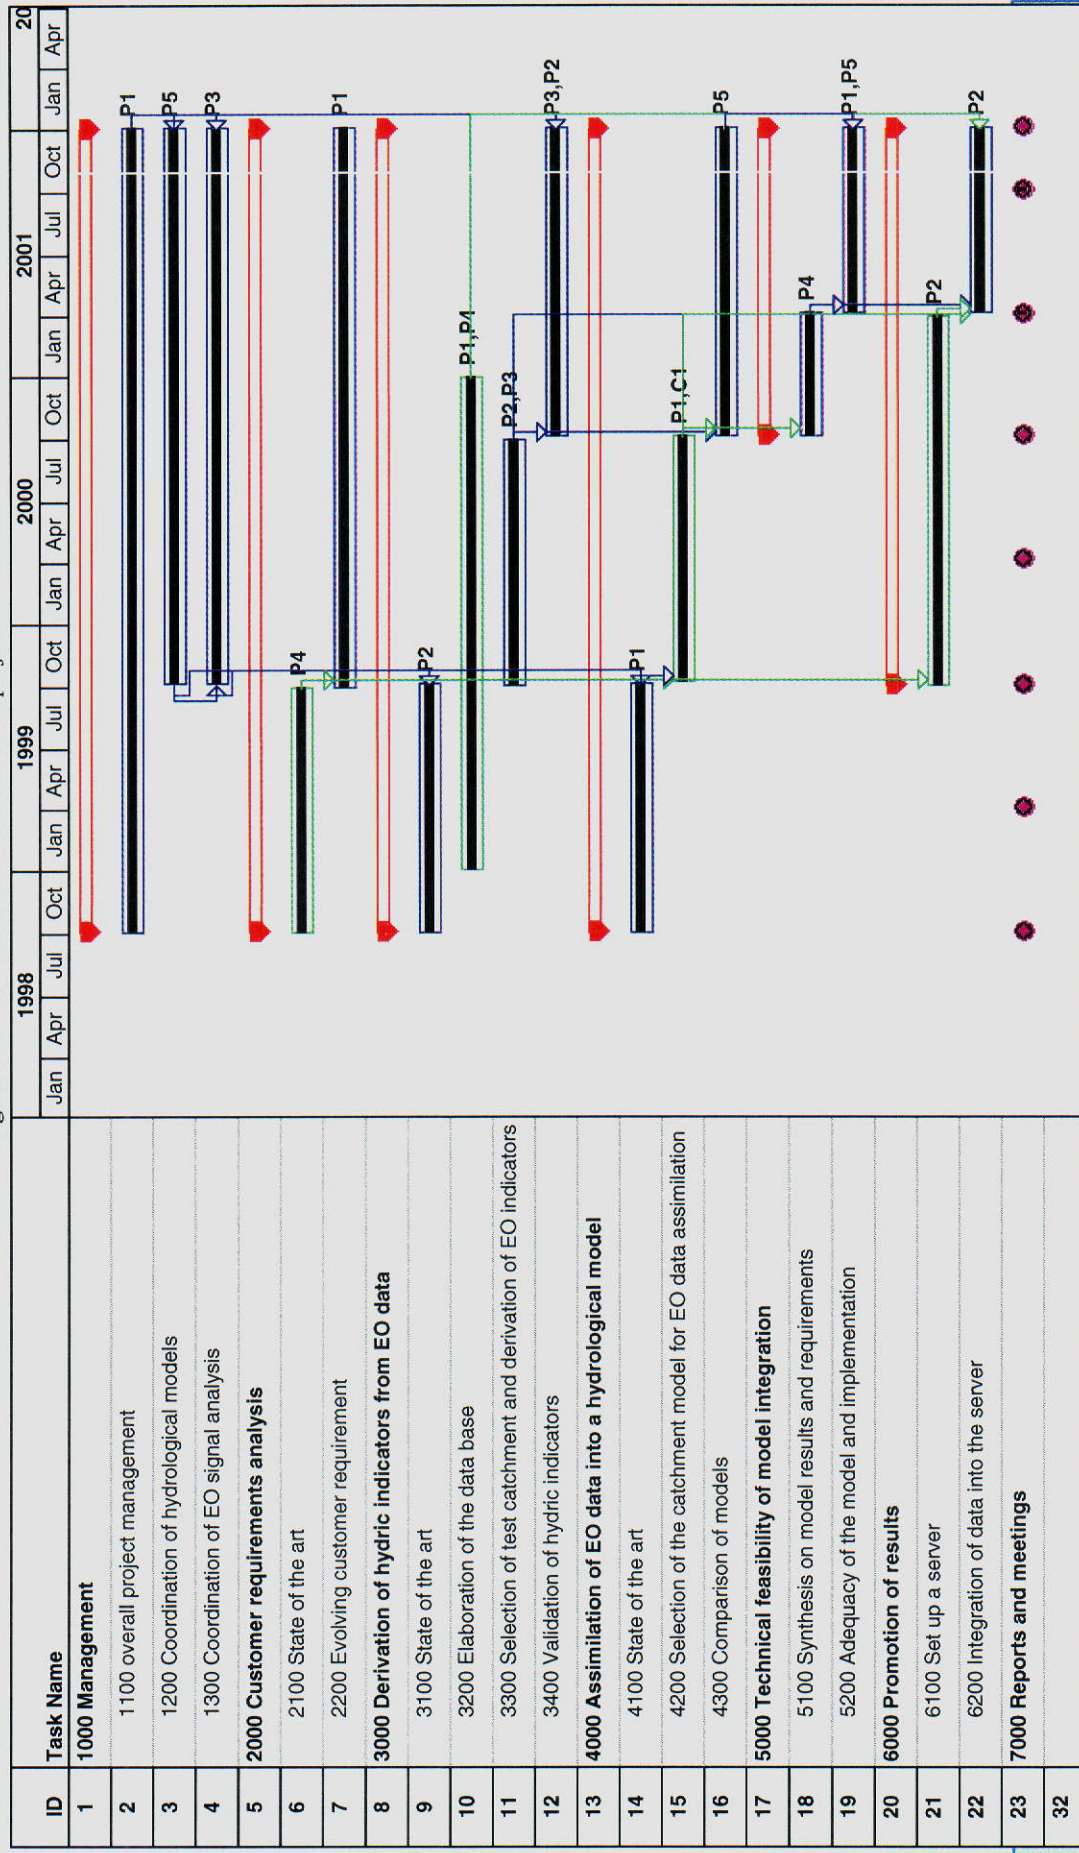 ID Task Name 1998 1999 2000 2001 20
Jan Apr Jul Oct Jan Apr Jul Oct Jan Apr Jul Oct Jan Apr Jul Oct Jan Apr
1 1000 Management
2 1100 overall project management P1
3 1200 Coordination of hydrological models P5
4 1300 Coordination of EO signal analysis P3
5 2000 Customer requirements analysis
6 2100 State of the art P4
7 2200 Evolving customer requirement P1
8 3000 Derivation of hydric indicators from EO data
9 3100 State of the art P2
10 3200 Elaboration of the data base P1,P4
11 3300 Selection of test catchment and derivation of EO indicators P2,P3
12 3400 Validation of hydric indicators P3,P2
13 4000 Assimilation of EO data into a hydrological model
14 4100 State of the art P1
15 4200 Selection of the catchment model for EO data assimilation P1,C1
16 4300 Comparison of models P5
17 5000 Technical feasibility of model integration
18 5100 Synthesis on model results and requirements P4
19 5200 Adequacy of the model and implementation P1,P5
20 6000 Promotion of results
21 6100 Set up a server P2
22 6200 Integration of data into the server P2
23 7000 Reports and meetings
32